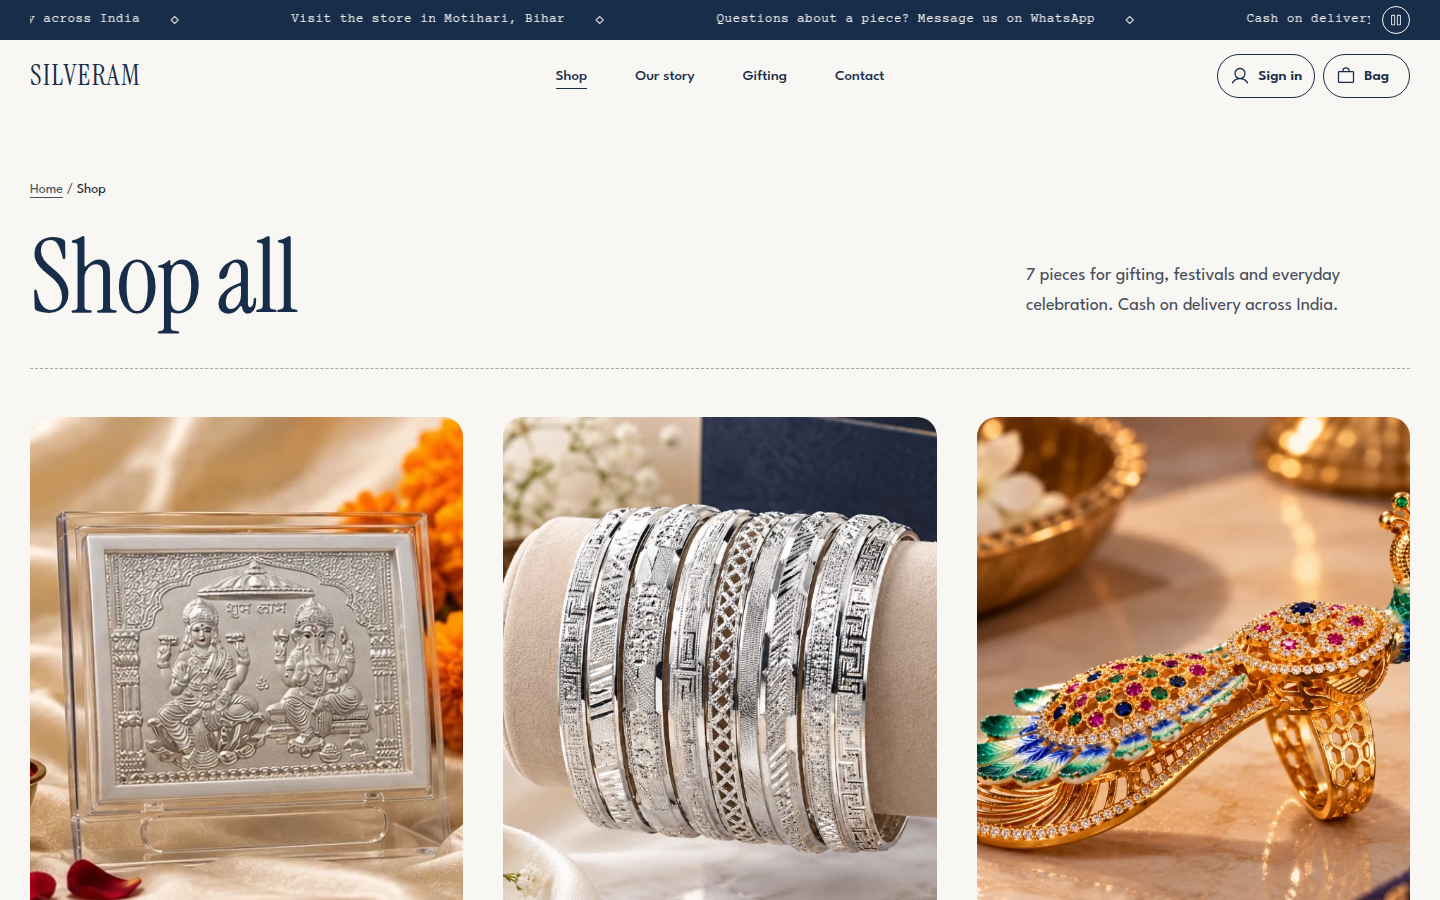 across India ◇ Visit the store in Motihari, Bihar ◇ Questions about a piece? Message us on WhatsApp ◇ Cash on delivery
SILVERAM
Shop
Our story
Gifting
Contact
Sign in
Bag
Home / Shop
Shop all
7 pieces for gifting, festivals and everyday
celebration. Cash on delivery across India.
शुभ लाभ